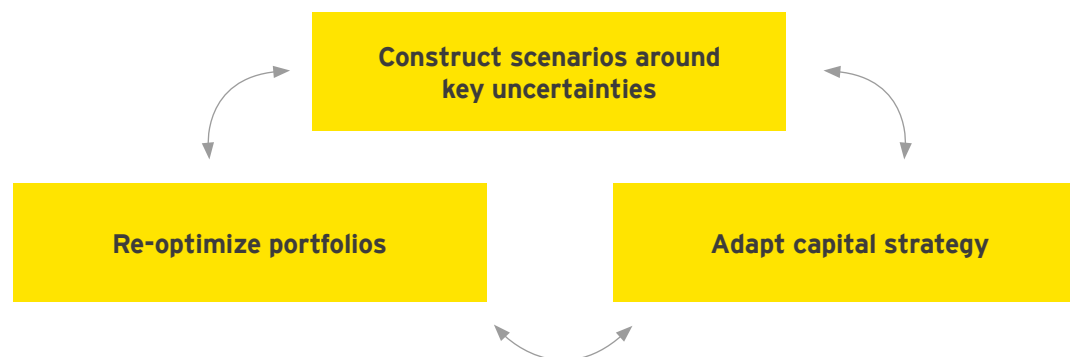 Construct scenarios around
key uncertainties
Re-optimize portfolios
Adapt capital strategy